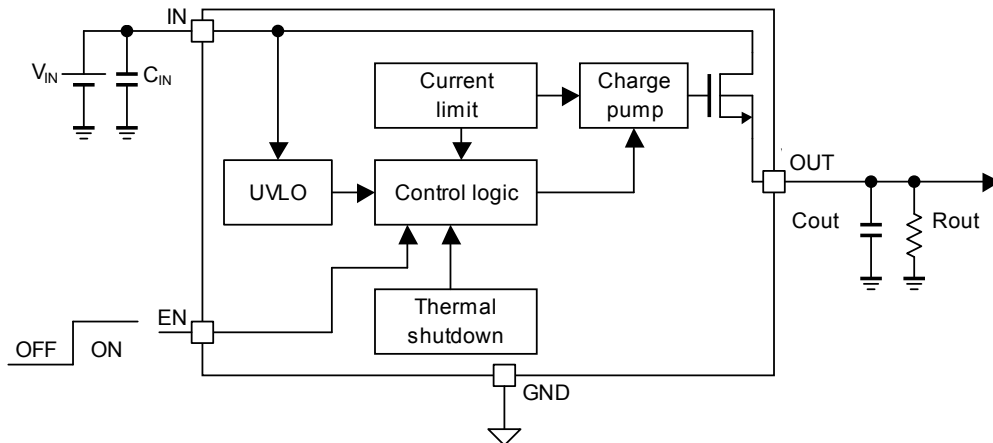 IN
VIN
CIN
Current
limit
Charge
pump
UVLO
Control logic
OUT
Cout
Rout
EN
Thermal
shutdown
OFF
ON
GND